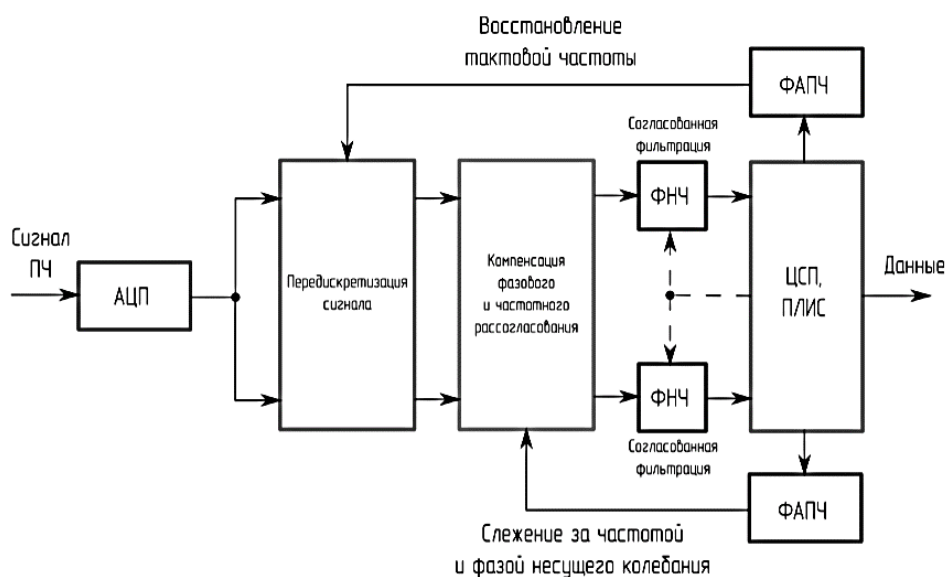 Восстановление
тактовой частоты
ФАПЧ
Согласованная
фильтрация
ФНЧ
Сигнал
ПЧ
АЦП
Передискретизация
сигнала
Компенсация
фазового
и частотного
рассогласования
ЦСП,
ПЛИС
Данные
ФНЧ
Согласованная
фильтрация
ФАПЧ
Слежение за частотой
и фазой несущего колебания